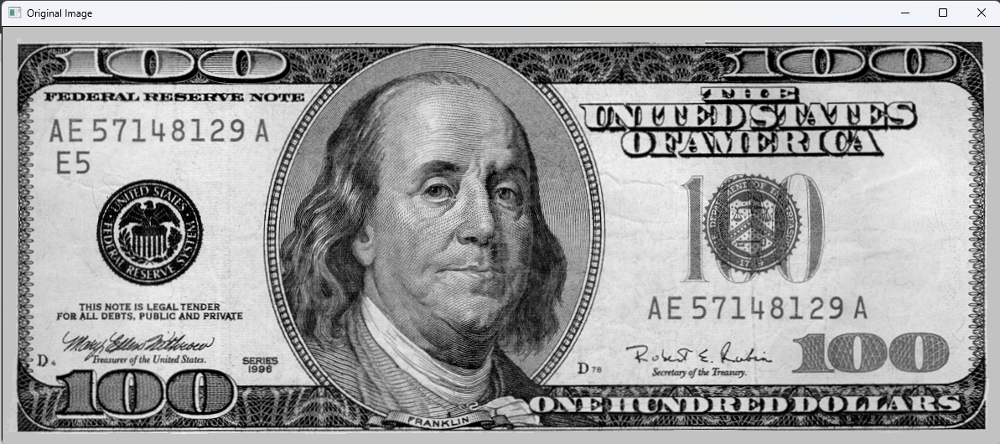 Original Image
100 100
FEDERAL RESERVE NOTE
THE
UNITED STATES
OF AMERICA
AE 57148129 A
E5
UNITED STATES
FEDERAL RESERVE SYSTEM
100
THE DEPARTMENT OF THE TREASURY
1789
THIS NOTE IS LEGAL TENDER
FOR ALL DEBTS, PUBLIC AND PRIVATE
AE 57148129 A
Mary Ellen Withrow
Treasurer of the United States.
D4
SERIES
1996
D78
Robert E. Rubin
Secretary of the Treasury.
100
100
FRANKLIN
ONE HUNDRED DOLLARS